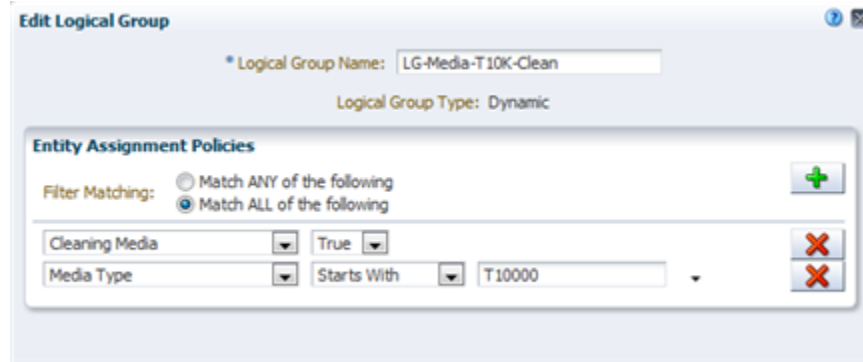 Edit Logical Group
* Logical Group Name: LG-Media-T10K-Clean
Logical Group Type: Dynamic
Entity Assignment Policies
Filter Matching:
Match ANY of the following
Match ALL of the following
Cleaning Media True
Media Type Starts With T10000